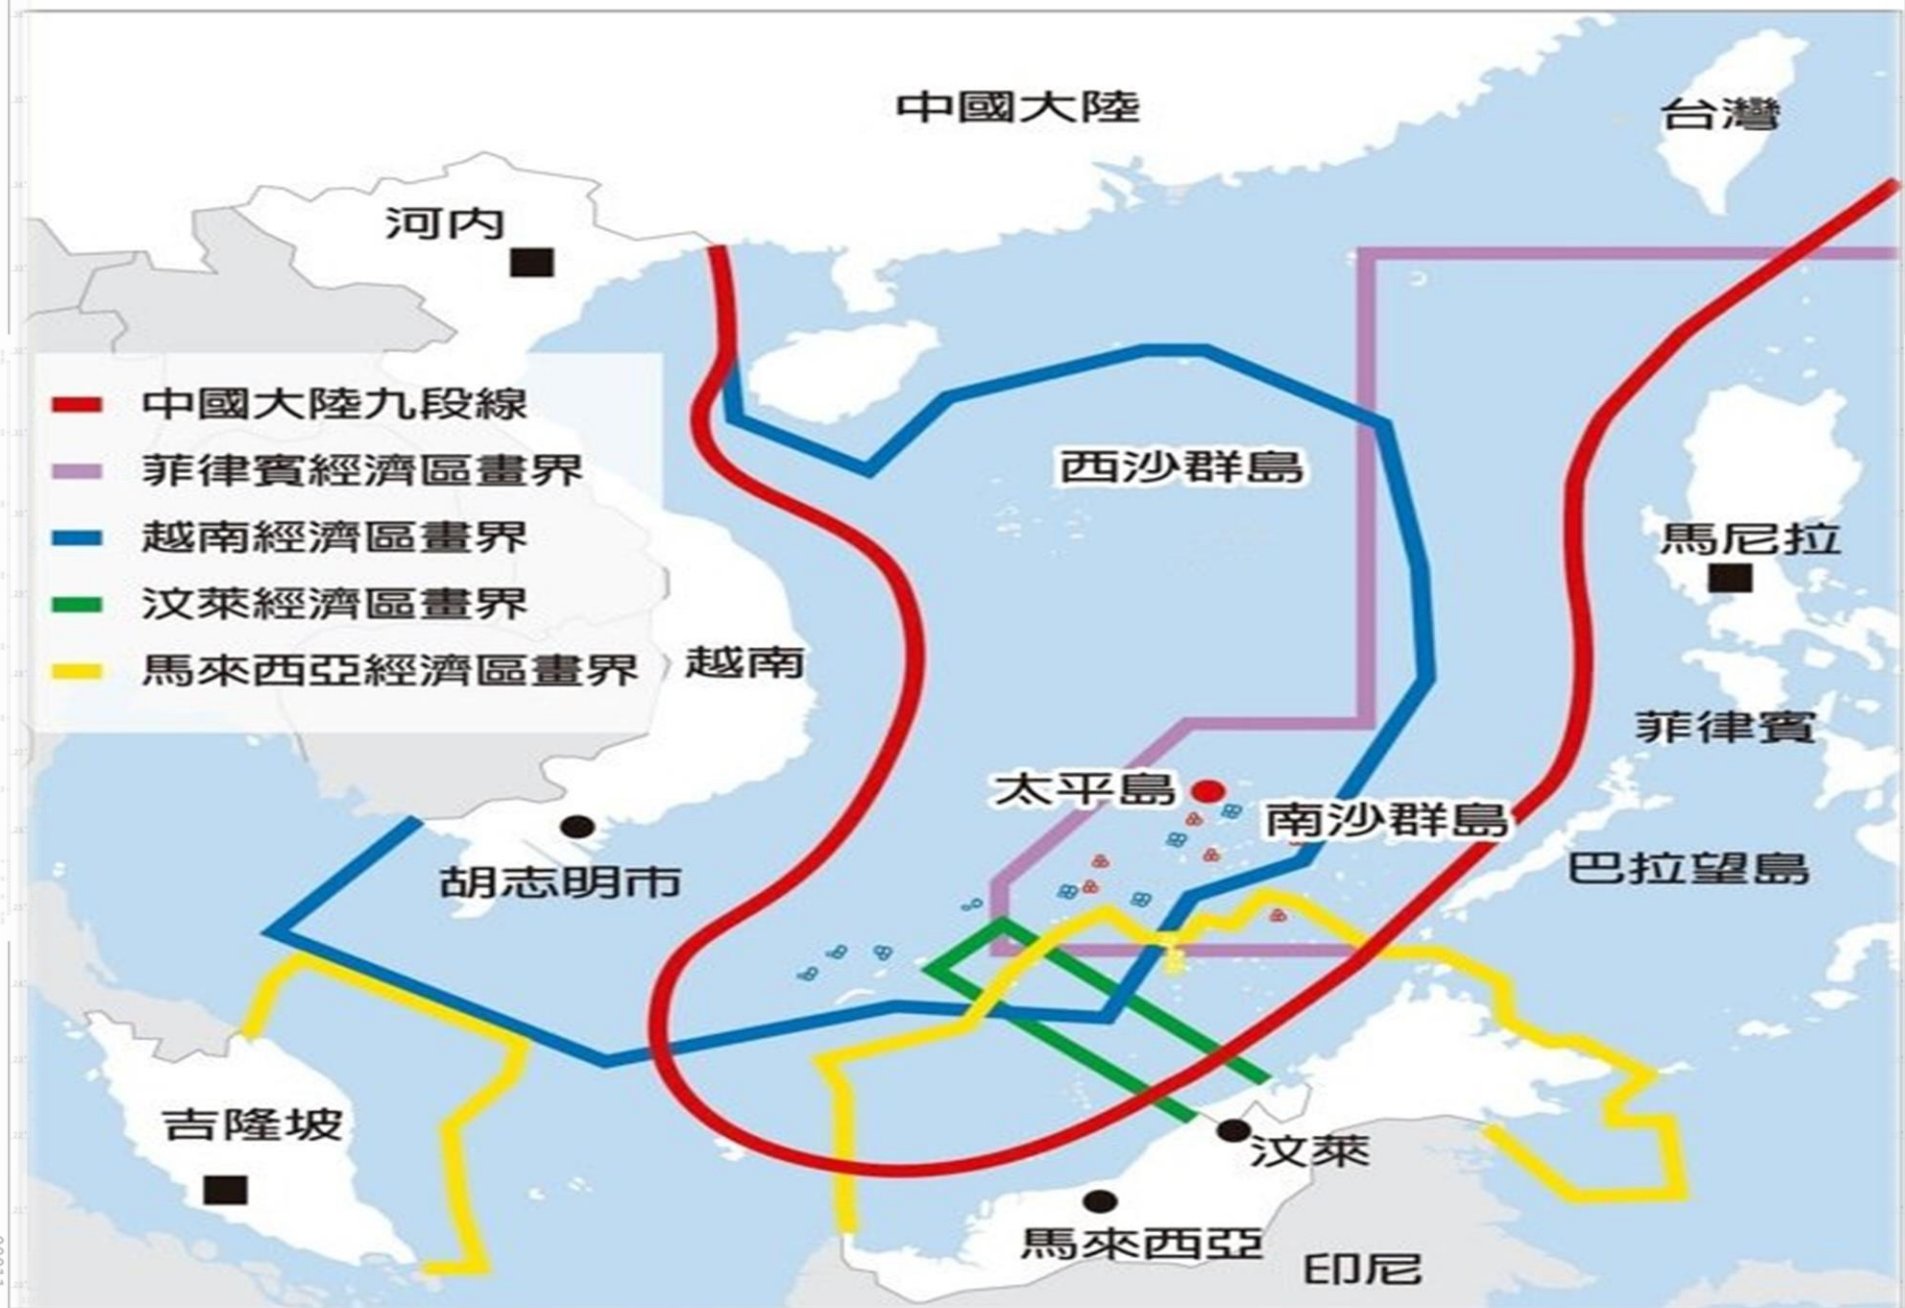 中國大陸
台灣
河内
中國大陸九段線
菲律賓經濟區畫界
越南經濟區畫界
汶萊經濟區畫界
馬來西亞經濟區畫界
西沙群島
馬尼拉
越南
菲律賓
太平島
南沙群島
巴拉望島
胡志明市
吉隆坡
汶萊
馬來西亞
印尼